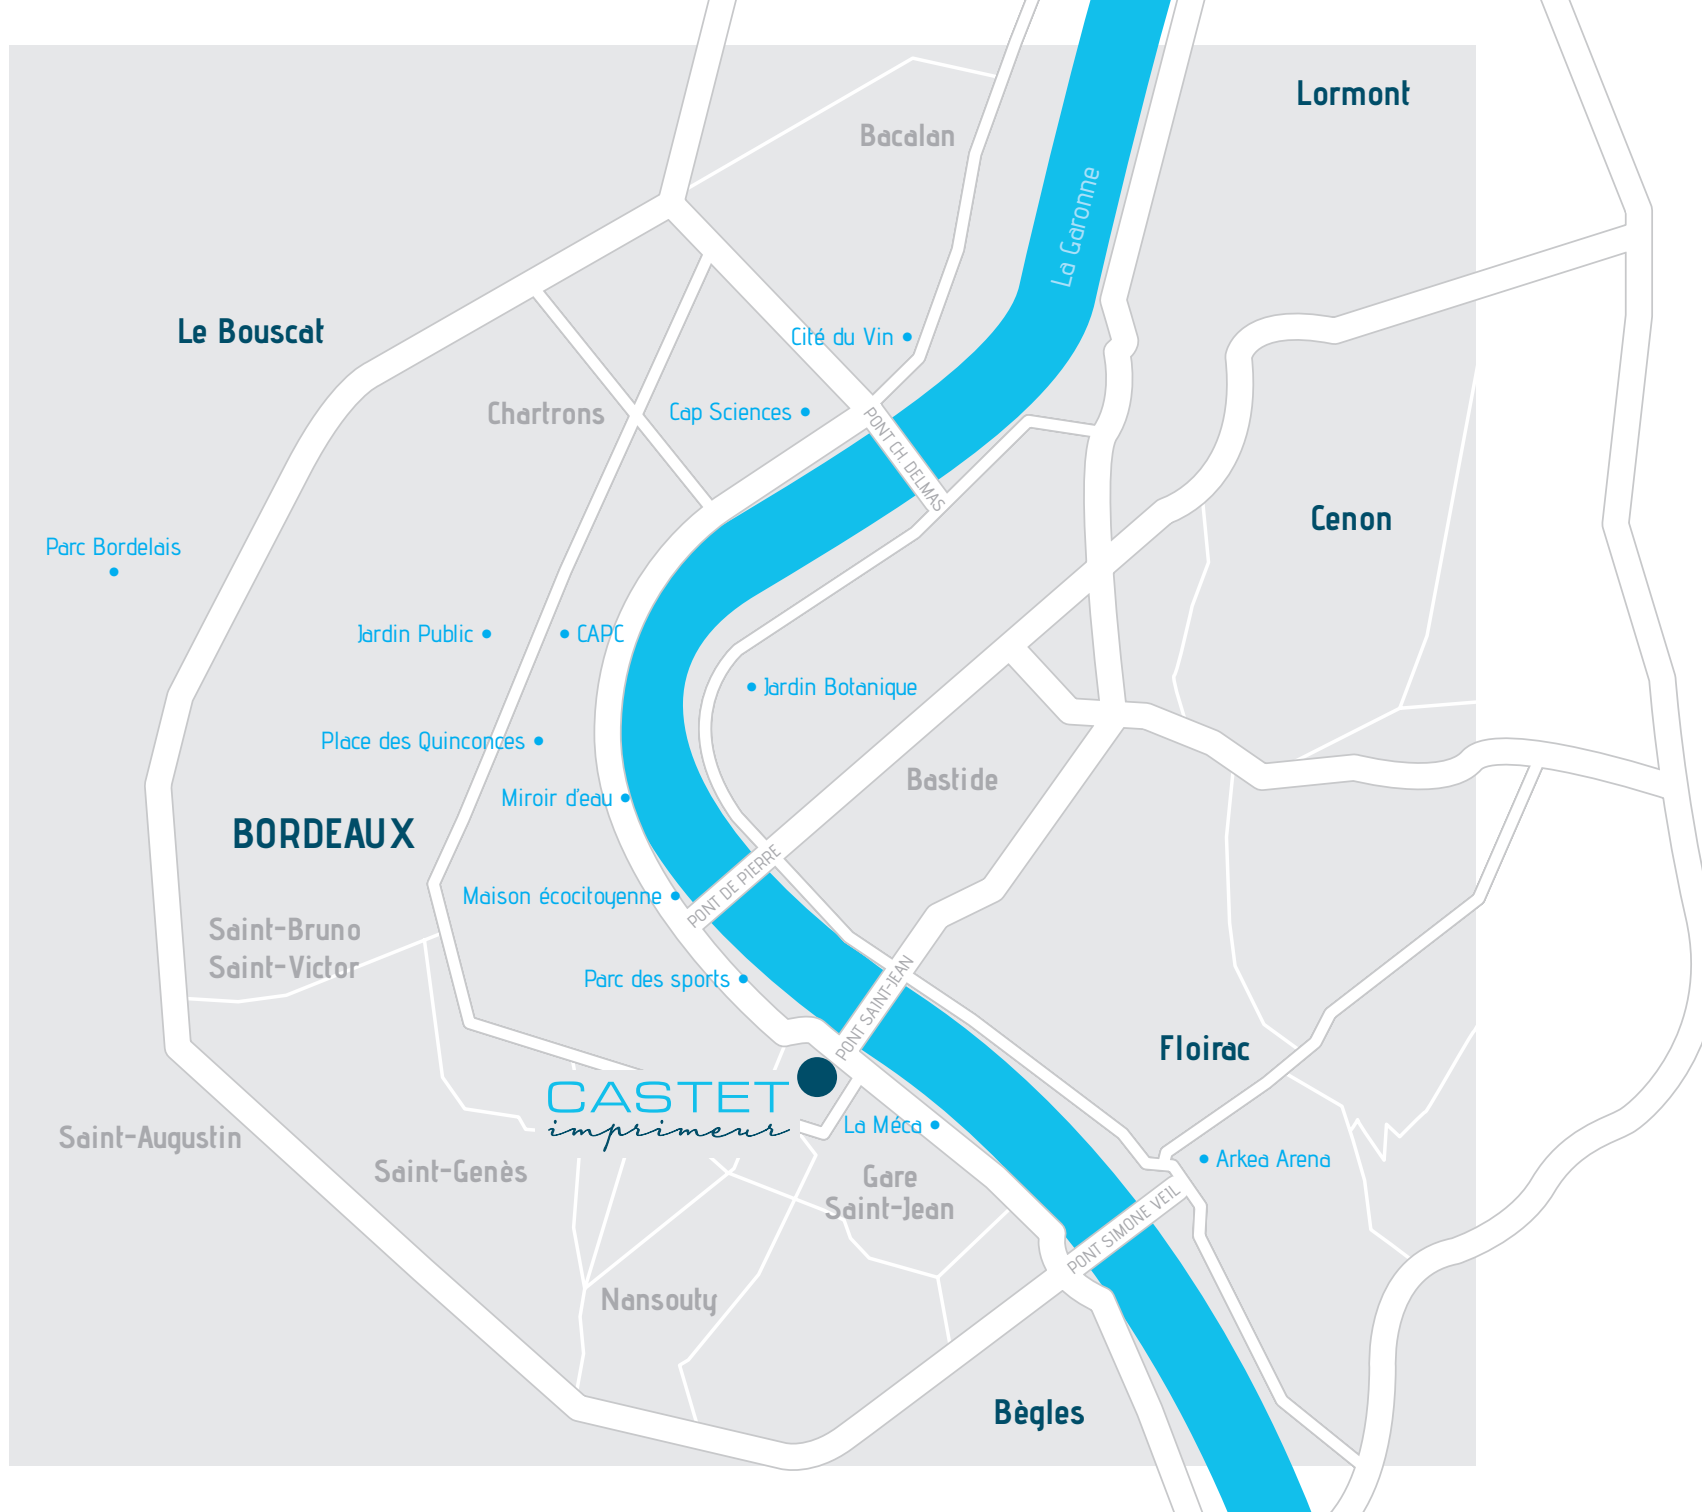 Lormont
Bacalan
La Garonne
Le Bouscat
Cité du Vin
Chartrons
Cap Sciences
PONT CH. DELMAS
Cenon
Parc Bordelais
Jardin Public
CAPC
Jardin Botanique
Place des Quinconces
Bastide
Miroir d'eau
BORDEAUX
PONT DE PIERRE
Maison écocitoyenne
Saint-Bruno
Saint-Victor
Parc des sports
PONT SAINT-JEAN
Floirac
CASTET
imprimeur
La Méca
Saint-Augustin
Arkea Arena
Saint-Genès
Gare
Saint-Jean
PONT SIMONE VEIL
Nansouty
Bègles